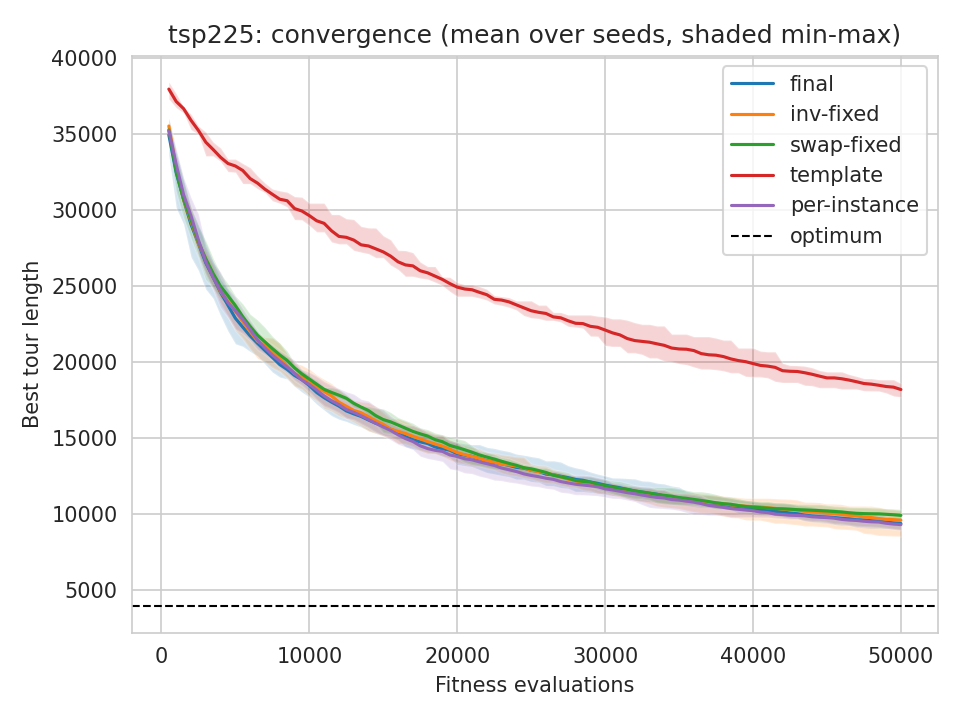 tsp225: convergence (mean over seeds, shaded min-max)
40000
35000
30000
25000
20000
15000
10000
5000
Best tour length
final
inv-fixed
swap-fixed
template
per-instance
optimum
0 10000 20000 30000 40000 50000
Fitness evaluations